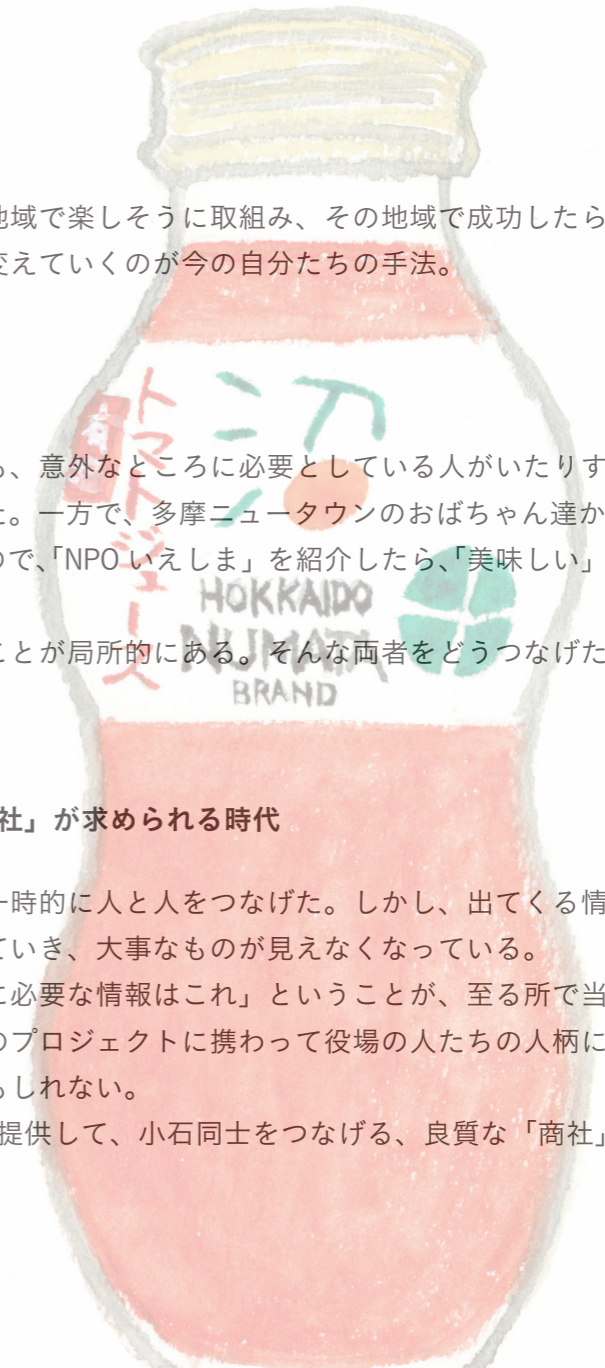 地域で楽しそうに取組み、その地域で成功したら
変えていくのが今の自分たちの手法。
トマトジュース
有塩
沼
HOKKAIDO
NUMATA
BRAND
も、意外なところに必要としている人がいたりす
た。一方で、多摩ニュータウンのおばちゃん達か
ので、「NPO いえしま」を紹介したら、「美味しい」
ことが局所的にある。そんな両者をどうつなげた
社」が求められる時代
一時的に人と人をつなげた。しかし、出てくる情
ていき、大事なものが見えなくなっている。
に必要な情報はこれ」ということが、至る所で当
のプロジェクトに携わって役場の人たちの人柄に
もしれない。
提供して、小石同士をつなげる、良質な「商社」